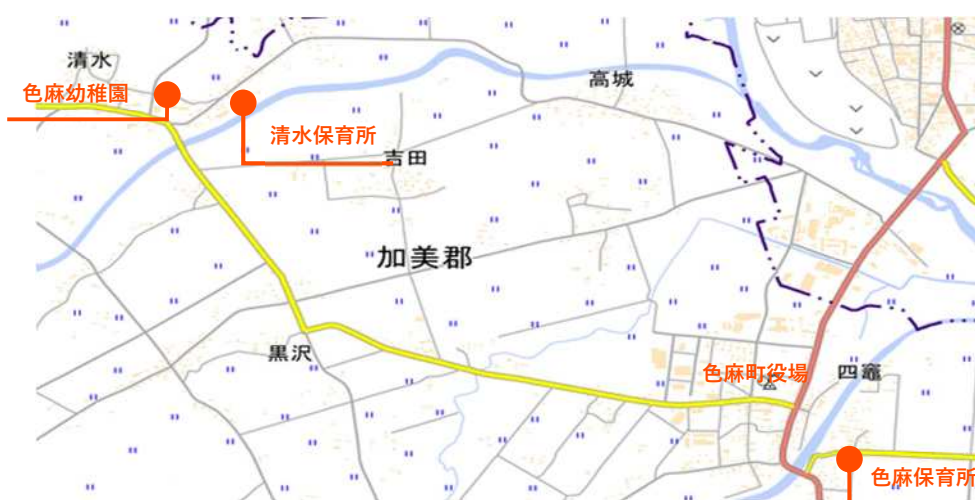 清水
色麻幼稚園
高城
清水保育所
吉田
加美郡
黒沢
色麻町役場
四竈
色麻保育所